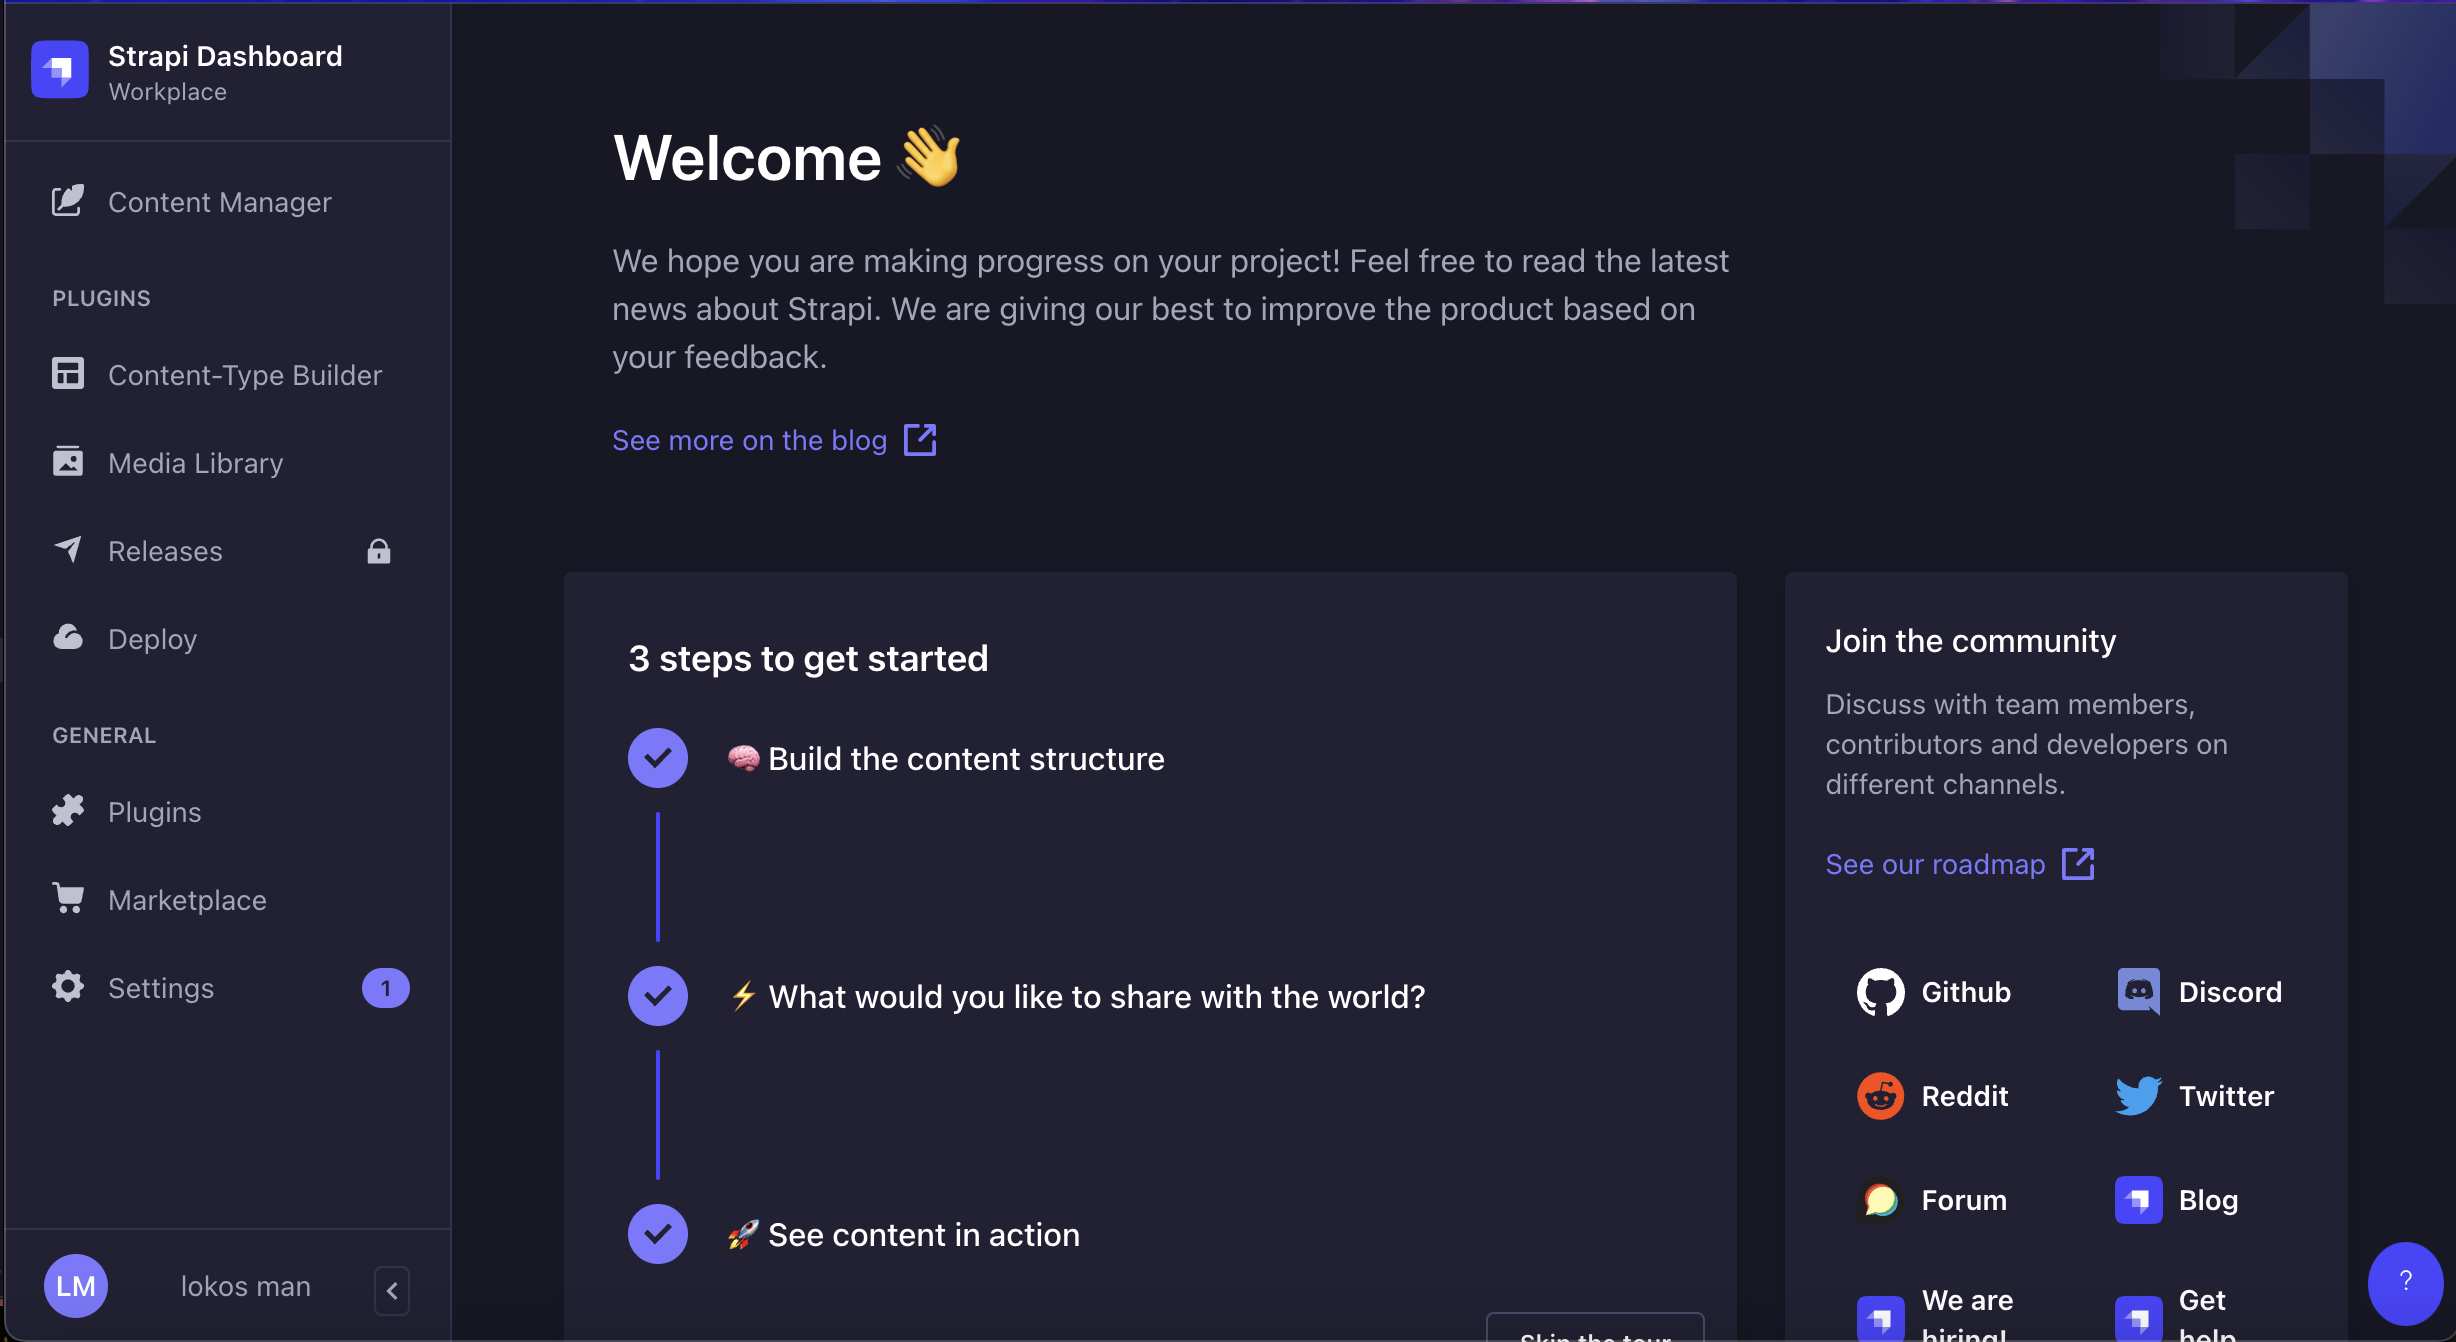 Strapi Dashboard
Workplace
Content Manager
PLUGINS
Content-Type Builder
Media Library
Releases
Deploy
GENERAL
Plugins
Marketplace
Settings
1
LM
lokos man
Welcome
We hope you are making progress on your project! Feel free to read the latest
news about Strapi. We are giving our best to improve the product based on
your feedback.
See more on the blog
3 steps to get started
Build the content structure
What would you like to share with the world?
See content in action
Skip the tour
Join the community
Discuss with team members,
contributors and developers on
different channels.
See our roadmap
Github
Discord
Reddit
Twitter
Forum
Blog
We are
hiring!
Get
help
?